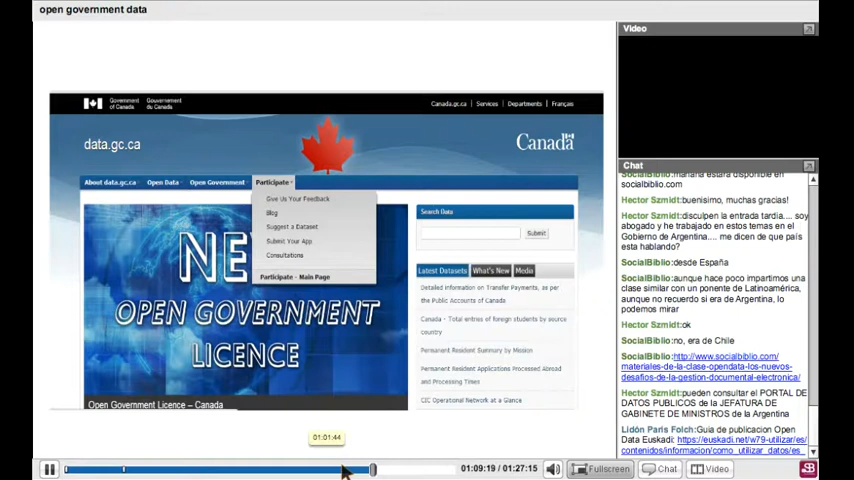 open government data
Government of Canada
Gouvernement du Canada
Canada.gc.ca | Services | Departments | Français
data.gc.ca
Canada
About data.gc.ca
Open Data
Open Government
Participate
Give Us Your Feedback
Blog
Suggest a Dataset
Submit Your App
Consultations
Participate - Main Page
NEW
OPEN GOVERNMENT
LICENCE
Open Government Licence – Canada
Search Data
Submit
Latest Datasets
What's New
Media
Detailed information on Transfer Payments, as per
the Public Accounts of Canada
Canada - Total entries of foreign students by source
country
Permanent Resident Summary by Mission
Permanent Resident Applications Processed Abroad
and Processing Times
CIC Operational Network at a Glance
01:01:44
01:09:19 / 01:27:15
Fullscreen
Chat
Video
SB
Video
Chat
SocialBiblio:mañana estará disponible en
socialbiblio.com
Hector Szmidt:buenisimo, muchas gracias!
Hector Szmidt:disculpen la entrada tardia.... soy
abogado y he trabajado en estos temas en el
Gobierno de Argentina.... me dicen de que país
esta hablando?
SocialBiblio:desde España
SocialBiblio:aunque hace poco impartimos una
clase similar con un ponente de Latinoamérica,
aunque no recuerdo si era de Argentina, lo
podemos mirar
Hector Szmidt:ok
SocialBiblio:no, era de Chile
SocialBiblio:http://www.socialbiblio.com/
materiales-de-la-clase-opendata-los-nuevos-
desafios-de-la-gestion-documental-electronica/
Hector Szmidt:pueden consultar el PORTAL DE
DATOS PUBLICOS de la JEFATURA DE
GABINETE DE MINISTROS de la Argentina
Lidón París Folch:Guia de publicacion Open
Data Euskadi: https://euskadi.net/w79-utilizar/es/
contenidos/informacion/como_utilizar_datos/es_